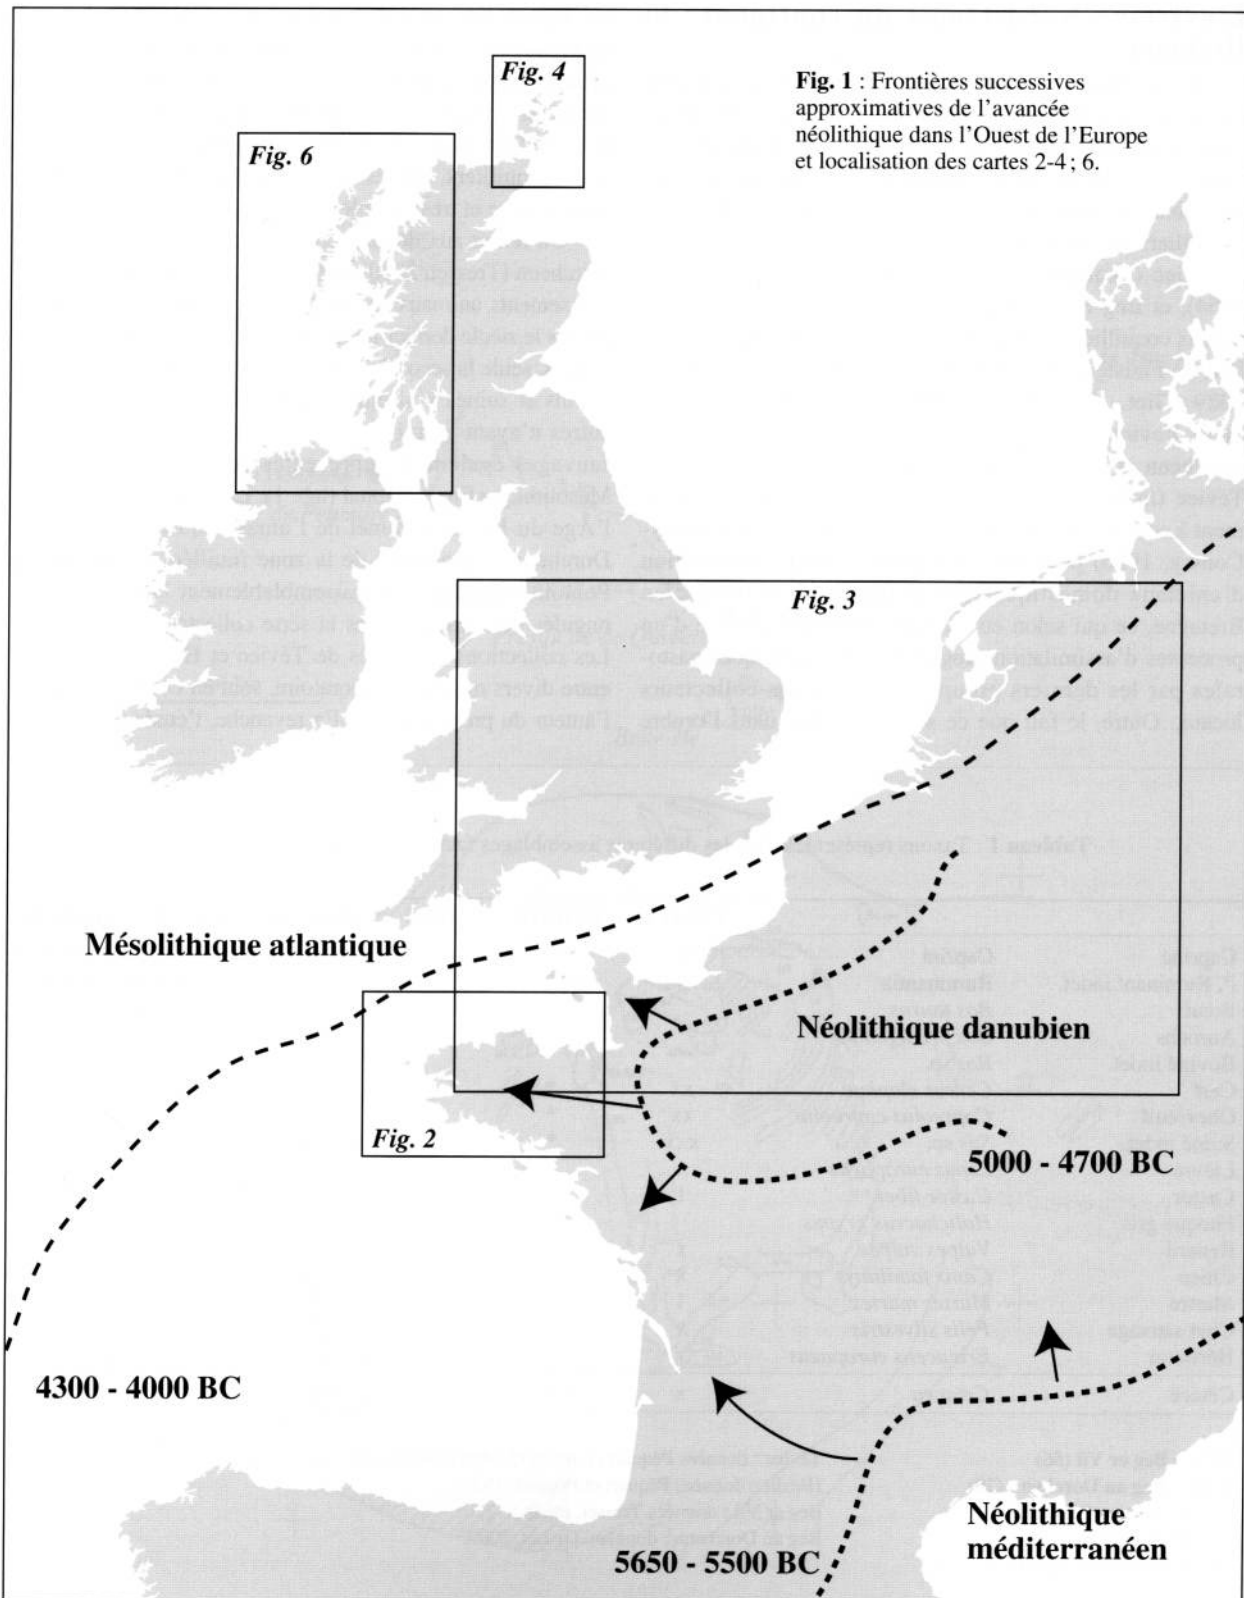 Fig. 4
Fig. 1 : Frontières successives
approximatives de l'avancée
néolithique dans l'Ouest de l'Europe
et localisation des cartes 2-4 ; 6.
Fig. 6
Fig. 3
Mésolithique atlantique
Néolithique danubien
Fig. 2
5000 - 4700 BC
4300 - 4000 BC
5650 - 5500 BC
Néolithique
méditerranéen